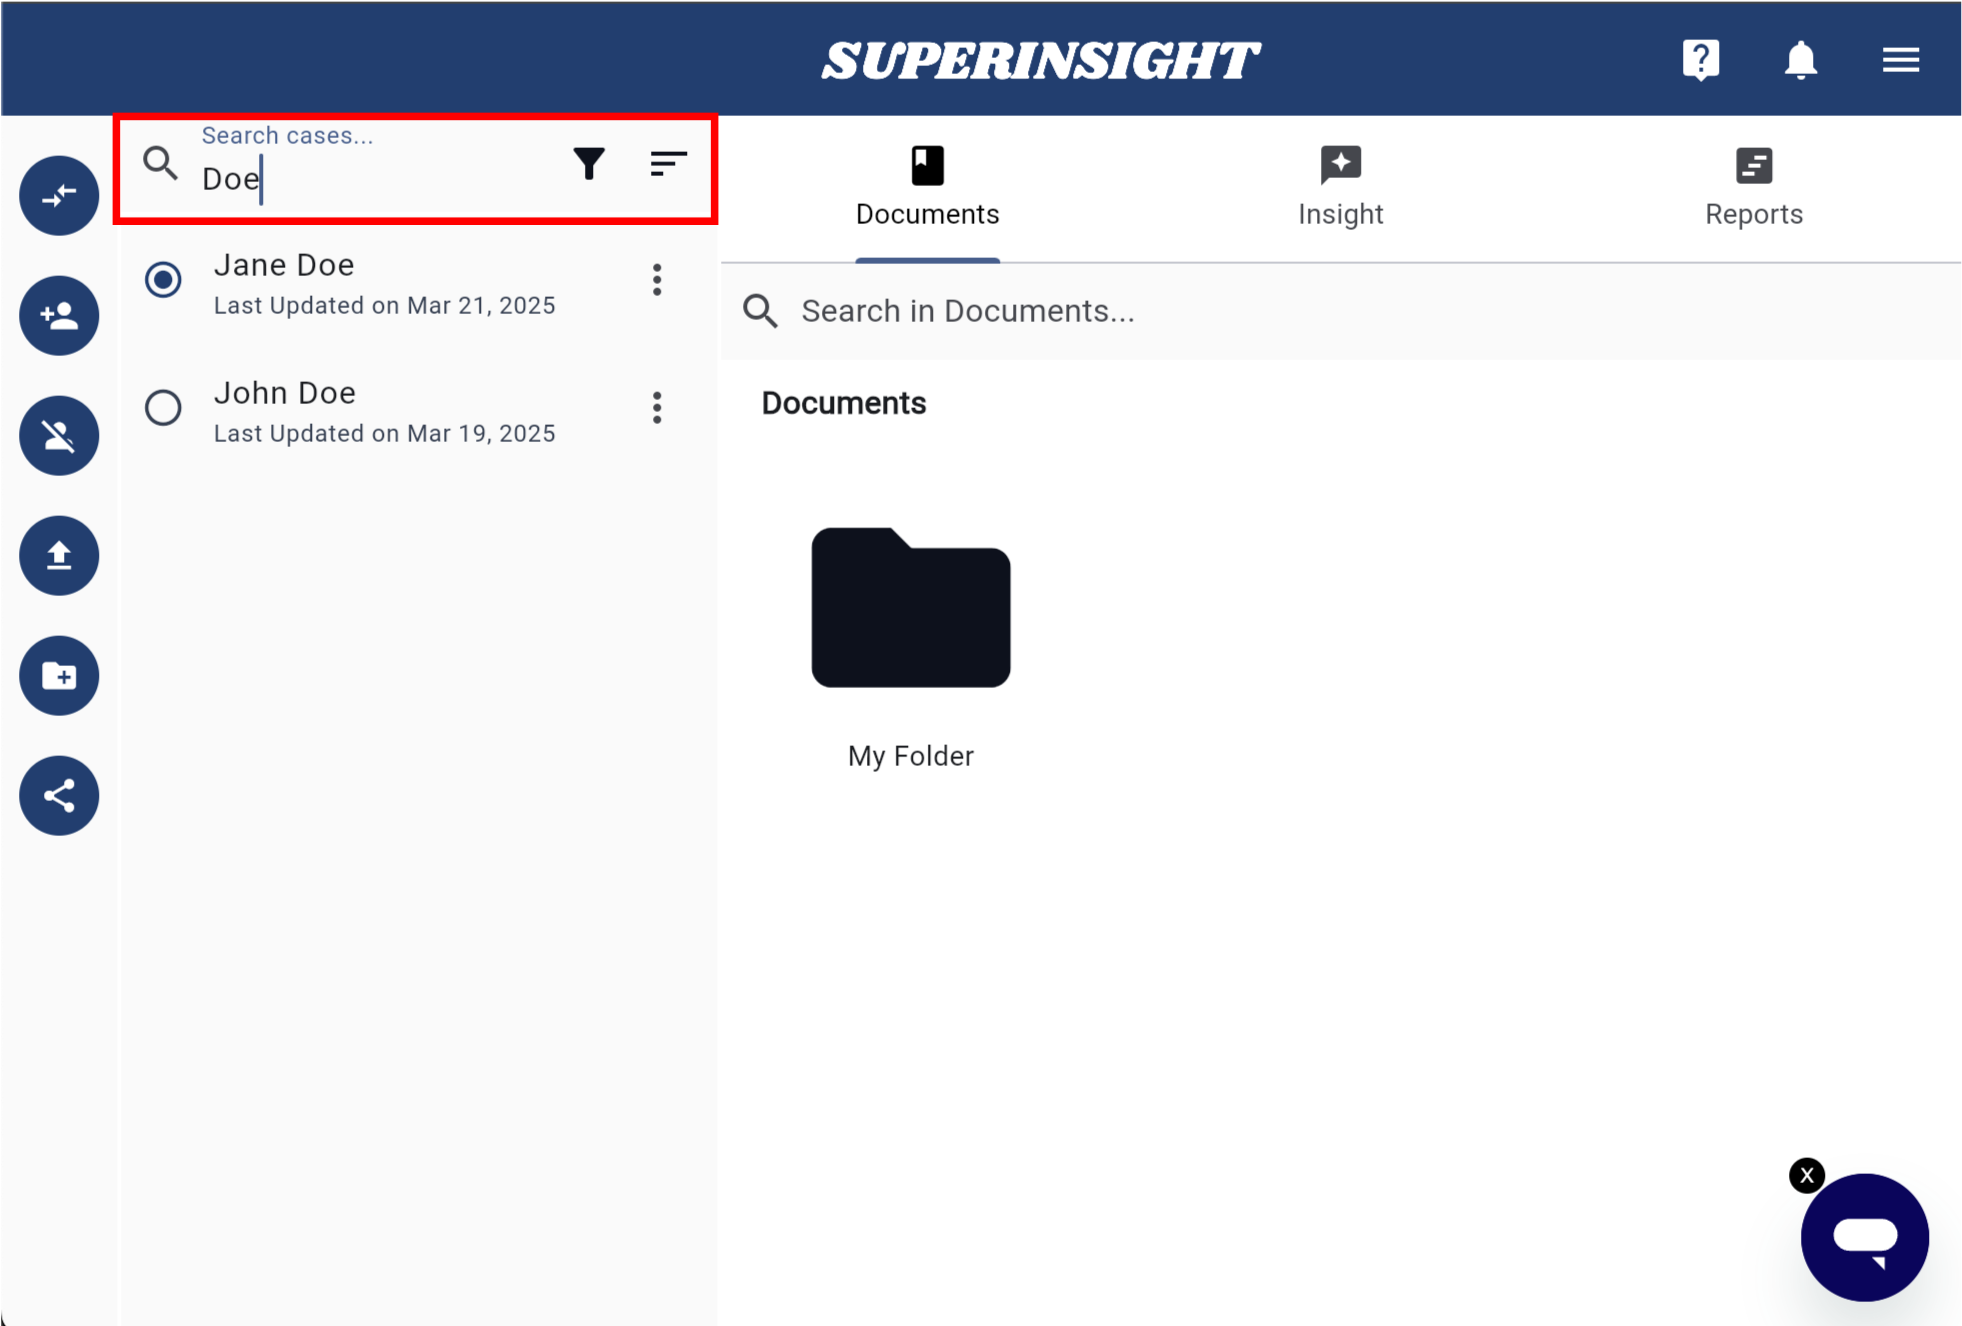 SUPERINSIGHT
?
Search cases...
Doe
Jane Doe
Last Updated on Mar 21, 2025
John Doe
Last Updated on Mar 19, 2025
Documents
Insight
Reports
Search in Documents...
Documents
My Folder
X